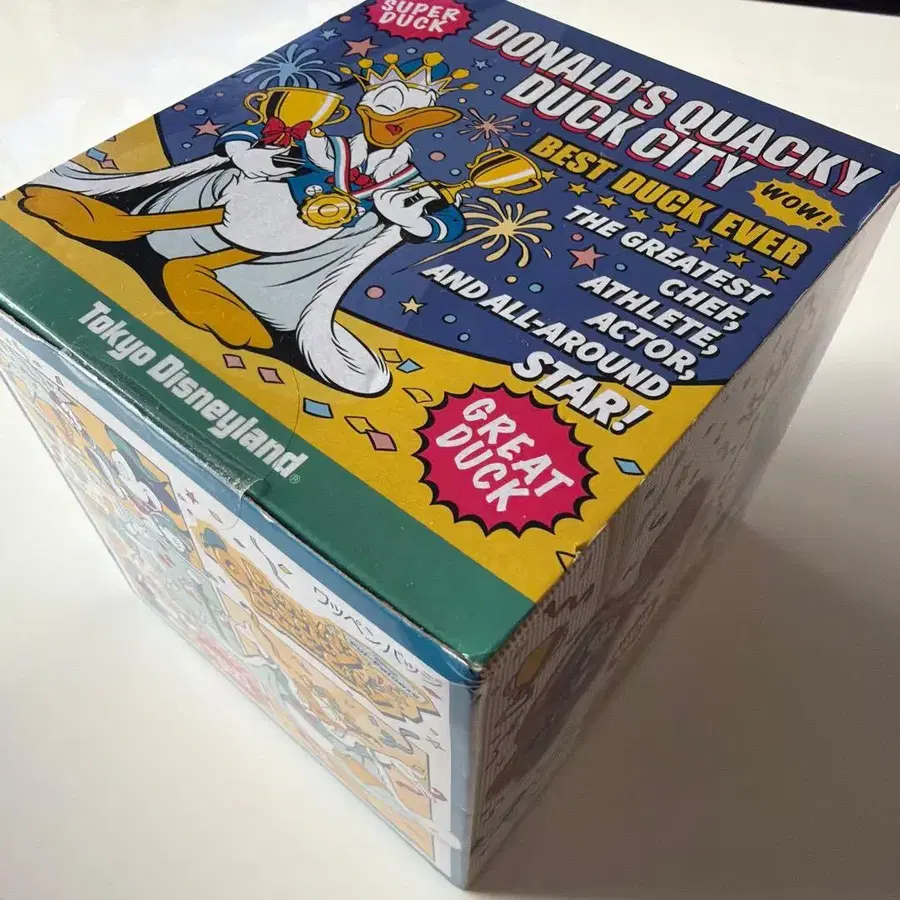 SUPER
DUCK
DONALD'S QUACKY
DUCK CITY
WOW!
BEST DUCK EVER
THE GREATEST
CHEF,
ATHLETE,
ACTOR,
AND ALL-AROUND
STAR!
GREAT
DUCK
Tokyo Disneyland®
ワッペンバッジ